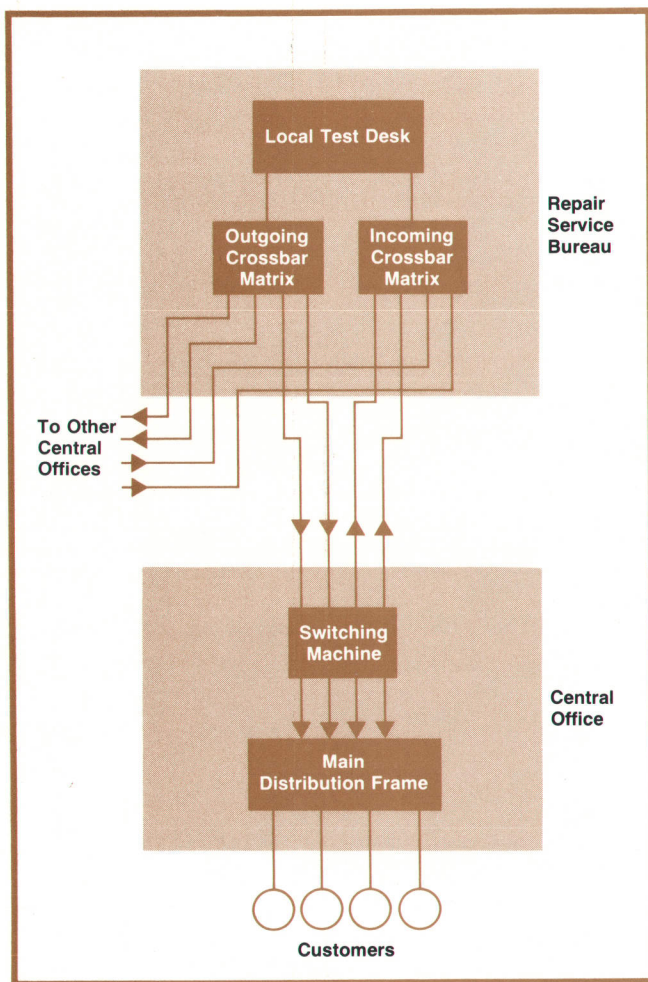 Local Test Desk
Outgoing
Crossbar
Matrix
Incoming
Crossbar
Matrix
Repair
Service
Bureau
To Other
Central
Offices
Switching
Machine
Central
Office
Main
Distribution Frame
Customers